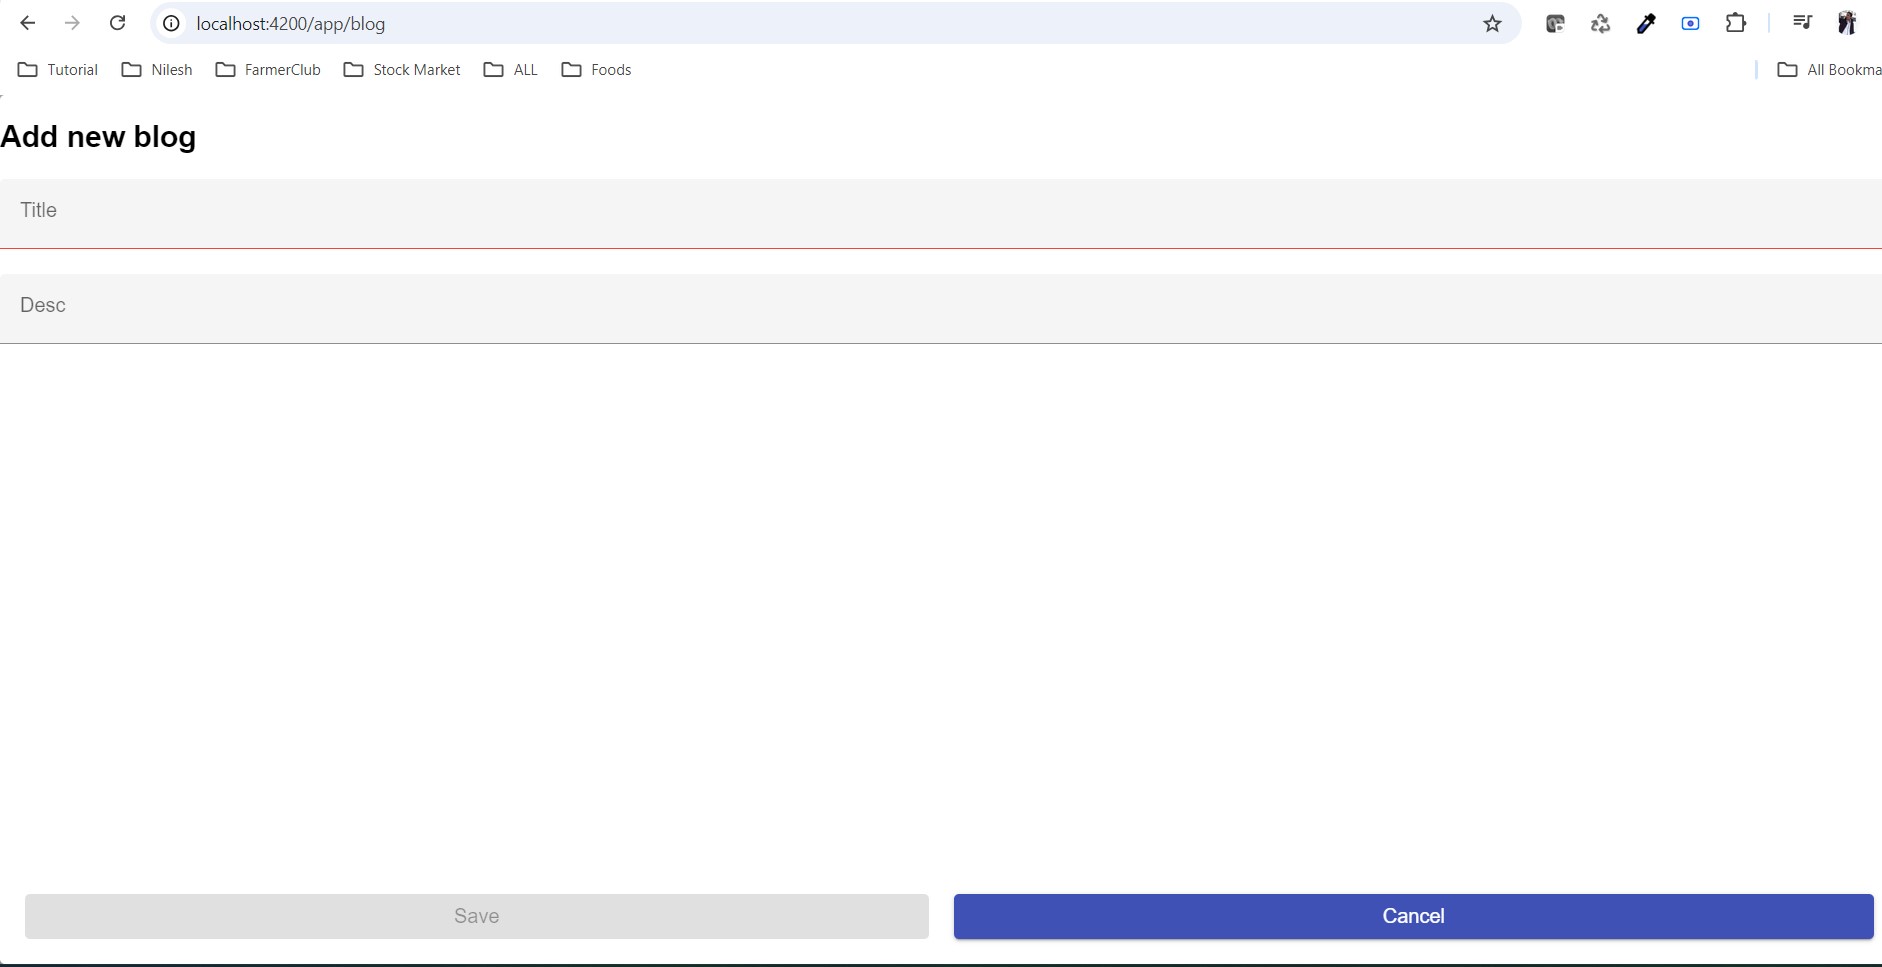 localhost:4200/app/blog
Tutorial Nilesh FarmerClub Stock Market ALL Foods All Bookma
Add new blog
Title
Desc
Save Cancel